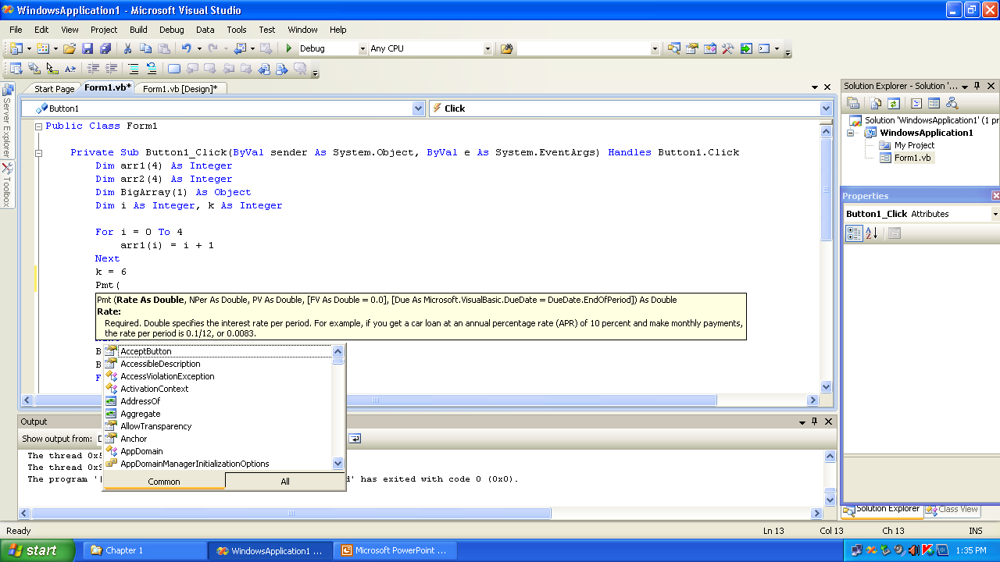 WindowsApplication1 - Microsoft Visual Studio
File Edit View Project Build Debug Data Tools Test Window Help
Debug Any CPU
Start Page Form1.vb* Form1.vb [Design]*
Button1 Click
Public Class Form1
Private Sub Button1_Click(ByVal sender As System.Object, ByVal e As System.EventArgs) Handles Button1.Click
Dim arr1(4) As Integer
Dim arr2(4) As Integer
Dim BigArray(1) As Object
Dim i As Integer, k As Integer
For i = 0 To 4
arr1(i) = i + 1
Next
k = 6
Pmt(
Pmt (Rate As Double, NPer As Double, PV As Double, [FV As Double = 0.0], [Due As Microsoft.VisualBasic.DueDate = DueDate.EndOfPeriod]) As Double
Rate:
Required. Double specifies the interest rate per period. For example, if you get a car loan at an annual percentage rate (APR) of 10 percent and make monthly payments,
the rate per period is 0.1/12, or 0.0083.
B
B
F
AcceptButton
AccessibleDescription
AccessViolationException
ActivationContext
AddressOf
Aggregate
AllowTransparency
Anchor
AppDomain
AppDomainManagerInitializationOptions
Common All
Output
Show output from:
The thread 0x
The thread 0x
The program '[ ' has exited with code 0 (0x0).
Server Explorer
Toolbox
Solution Explorer - Solution '...
Solution 'WindowsApplication1' (1 pr
WindowsApplication1
My Project
Form1.vb
Properties
Button1_Click Attributes
Solution Explorer Class View
Ready Ln 13 Col 13 Ch 13 INS
start Chapter 1 WindowsApplication1 ... Microsoft PowerPoint ... 1:35 PM